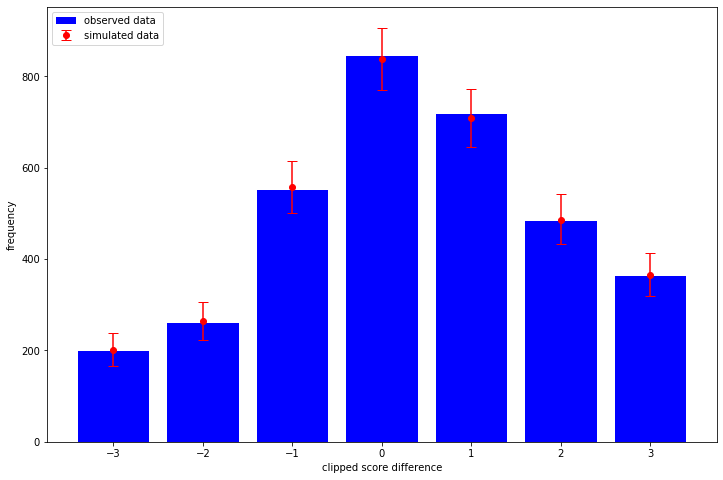 observed data
simulated data
800
600
400
200
0
frequency
−3 −2 −1 0 1 2 3
clipped score difference